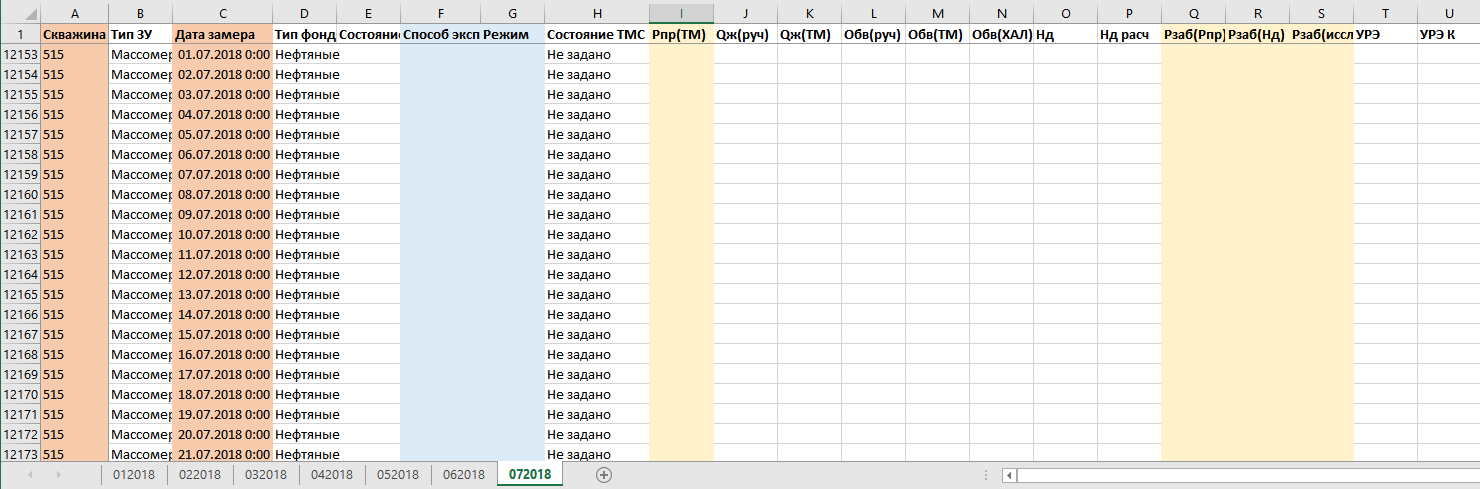 A B C D E F G H I J K L M N O P Q R S T U
1 Скважина Тип ЗУ Дата замера Тип фонд Состояние Способ эксп Режим Состояние ТМС Рпр(ТМ) Qж(руч) Qж(ТМ) Обв(руч) Обв(ТМ) Обв(ХАЛ) Нд Нд расч Рзаб(Рпр) Рзаб(Нд) Рзаб(иссл УРЭ УРЭ К
12153 515 Массомер 01.07.2018 0:00 Нефтяные Не задано
12154 515 Массомер 02.07.2018 0:00 Нефтяные Не задано
12155 515 Массомер 03.07.2018 0:00 Нефтяные Не задано
12156 515 Массомер 04.07.2018 0:00 Нефтяные Не задано
12157 515 Массомер 05.07.2018 0:00 Нефтяные Не задано
12158 515 Массомер 06.07.2018 0:00 Нефтяные Не задано
12159 515 Массомер 07.07.2018 0:00 Нефтяные Не задано
12160 515 Массомер 08.07.2018 0:00 Нефтяные Не задано
12161 515 Массомер 09.07.2018 0:00 Нефтяные Не задано
12162 515 Массомер 10.07.2018 0:00 Нефтяные Не задано
12163 515 Массомер 11.07.2018 0:00 Нефтяные Не задано
12164 515 Массомер 12.07.2018 0:00 Нефтяные Не задано
12165 515 Массомер 13.07.2018 0:00 Нефтяные Не задано
12166 515 Массомер 14.07.2018 0:00 Нефтяные Не задано
12167 515 Массомер 15.07.2018 0:00 Нефтяные Не задано
12168 515 Массомер 16.07.2018 0:00 Нефтяные Не задано
12169 515 Массомер 17.07.2018 0:00 Нефтяные Не задано
12170 515 Массомер 18.07.2018 0:00 Нефтяные Не задано
12171 515 Массомер 19.07.2018 0:00 Нефтяные Не задано
12172 515 Массомер 20.07.2018 0:00 Нефтяные Не задано
12173 515 Массомер 21.07.2018 0:00 Нефтяные Не задано
012018 022018 032018 042018 052018 062018 072018